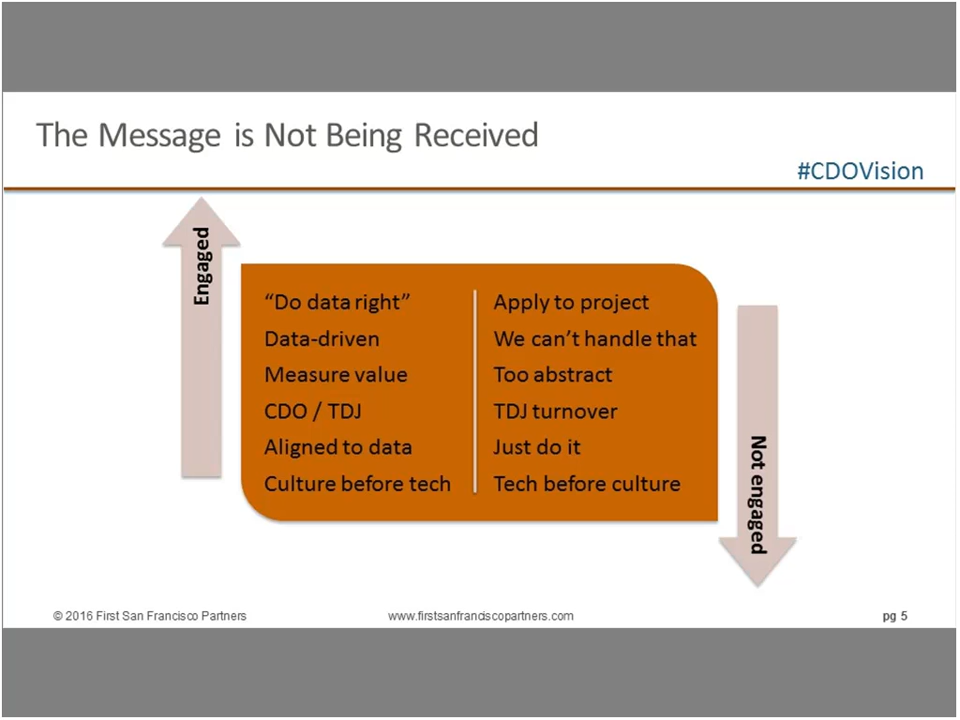 The Message is Not Being Received
#CDOVision
Engaged
“Do data right”
Data-driven
Measure value
CDO / TDJ
Aligned to data
Culture before tech
Apply to project
We can’t handle that
Too abstract
TDJ turnover
Just do it
Tech before culture
Not engaged
© 2016 First San Francisco Partners
www.firstsanfranciscopartners.com
pg 5